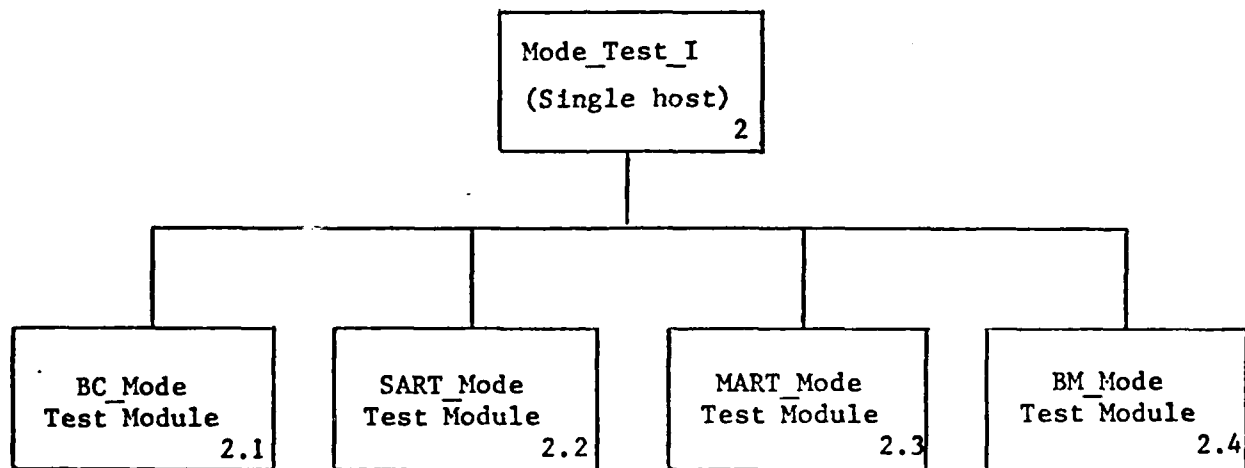 Mode_Test_I
(Single host)
2
BC_Mode
Test Module
2.1
SART_Mode
Test Module
2.2
MART_Mode
Test Module
2.3
BM_Mode
Test Module
2.4